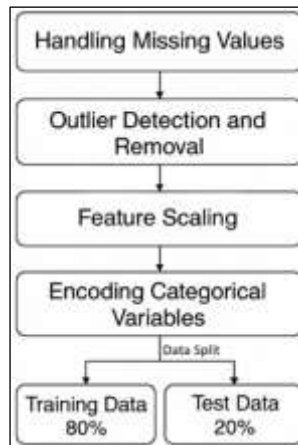 Handling Missing Values
Outlier Detection and
Removal
Feature Scaling
Encoding Categorical
Variables
Data Split
Training Data
80%
Test Data
20%